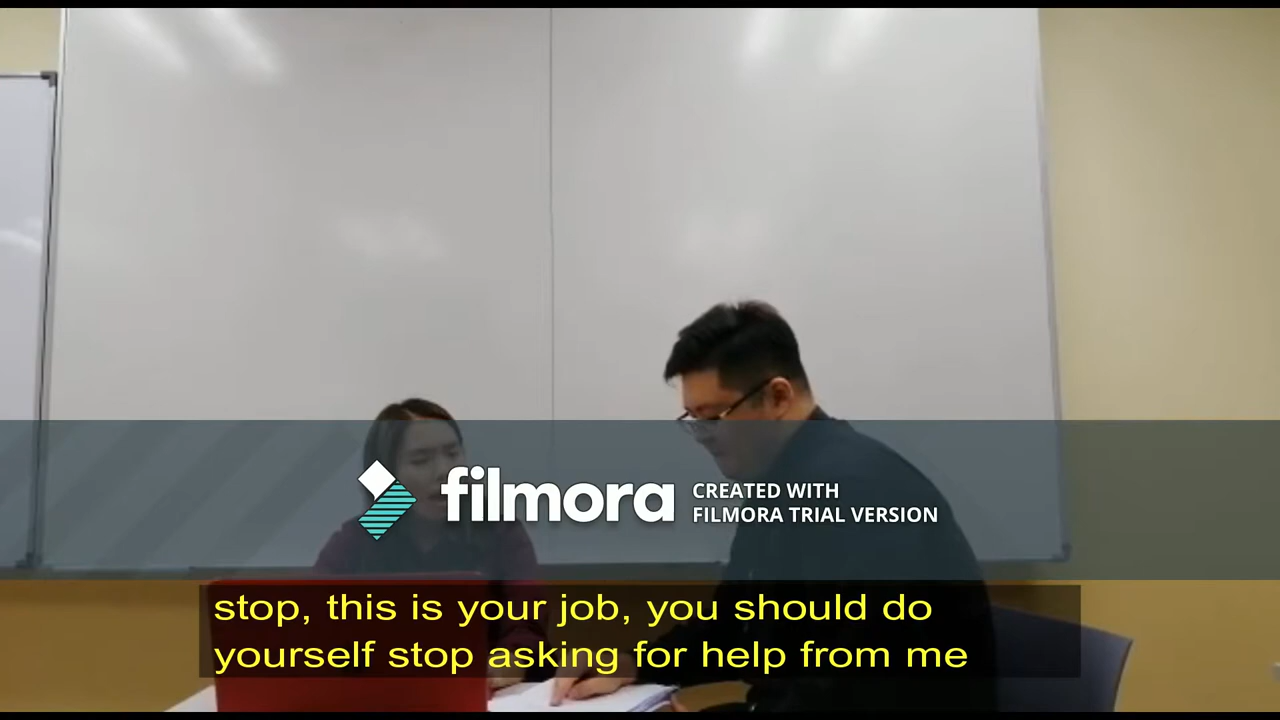 filmora
CREATED WITH
FILMORA TRIAL VERSION
stop, this is your job, you should do
yourself stop asking for help from me